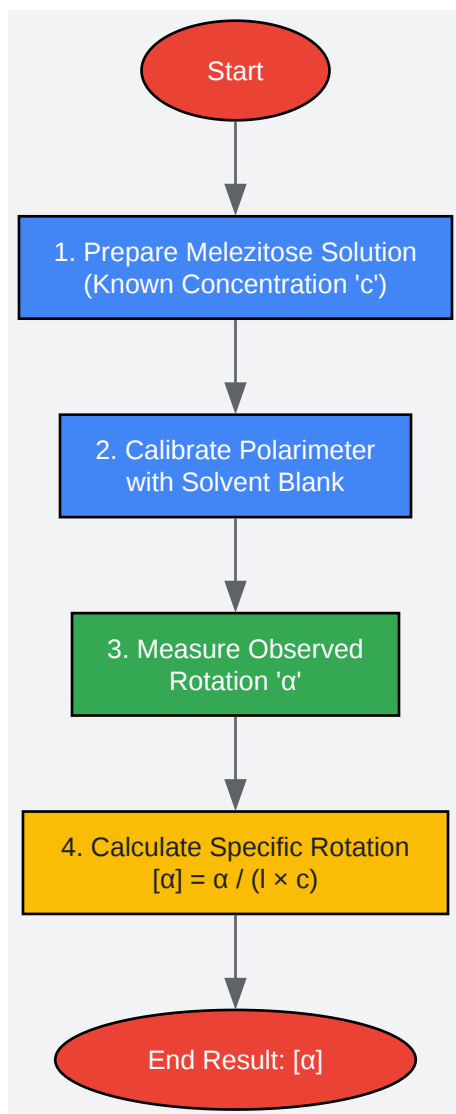 Start
1. Prepare Melezitose Solution
(Known Concentration 'c')
2. Calibrate Polarimeter
with Solvent Blank
3. Measure Observed
Rotation 'α'
4. Calculate Specific Rotation
[α] = α / (l × c)
End Result: [α]